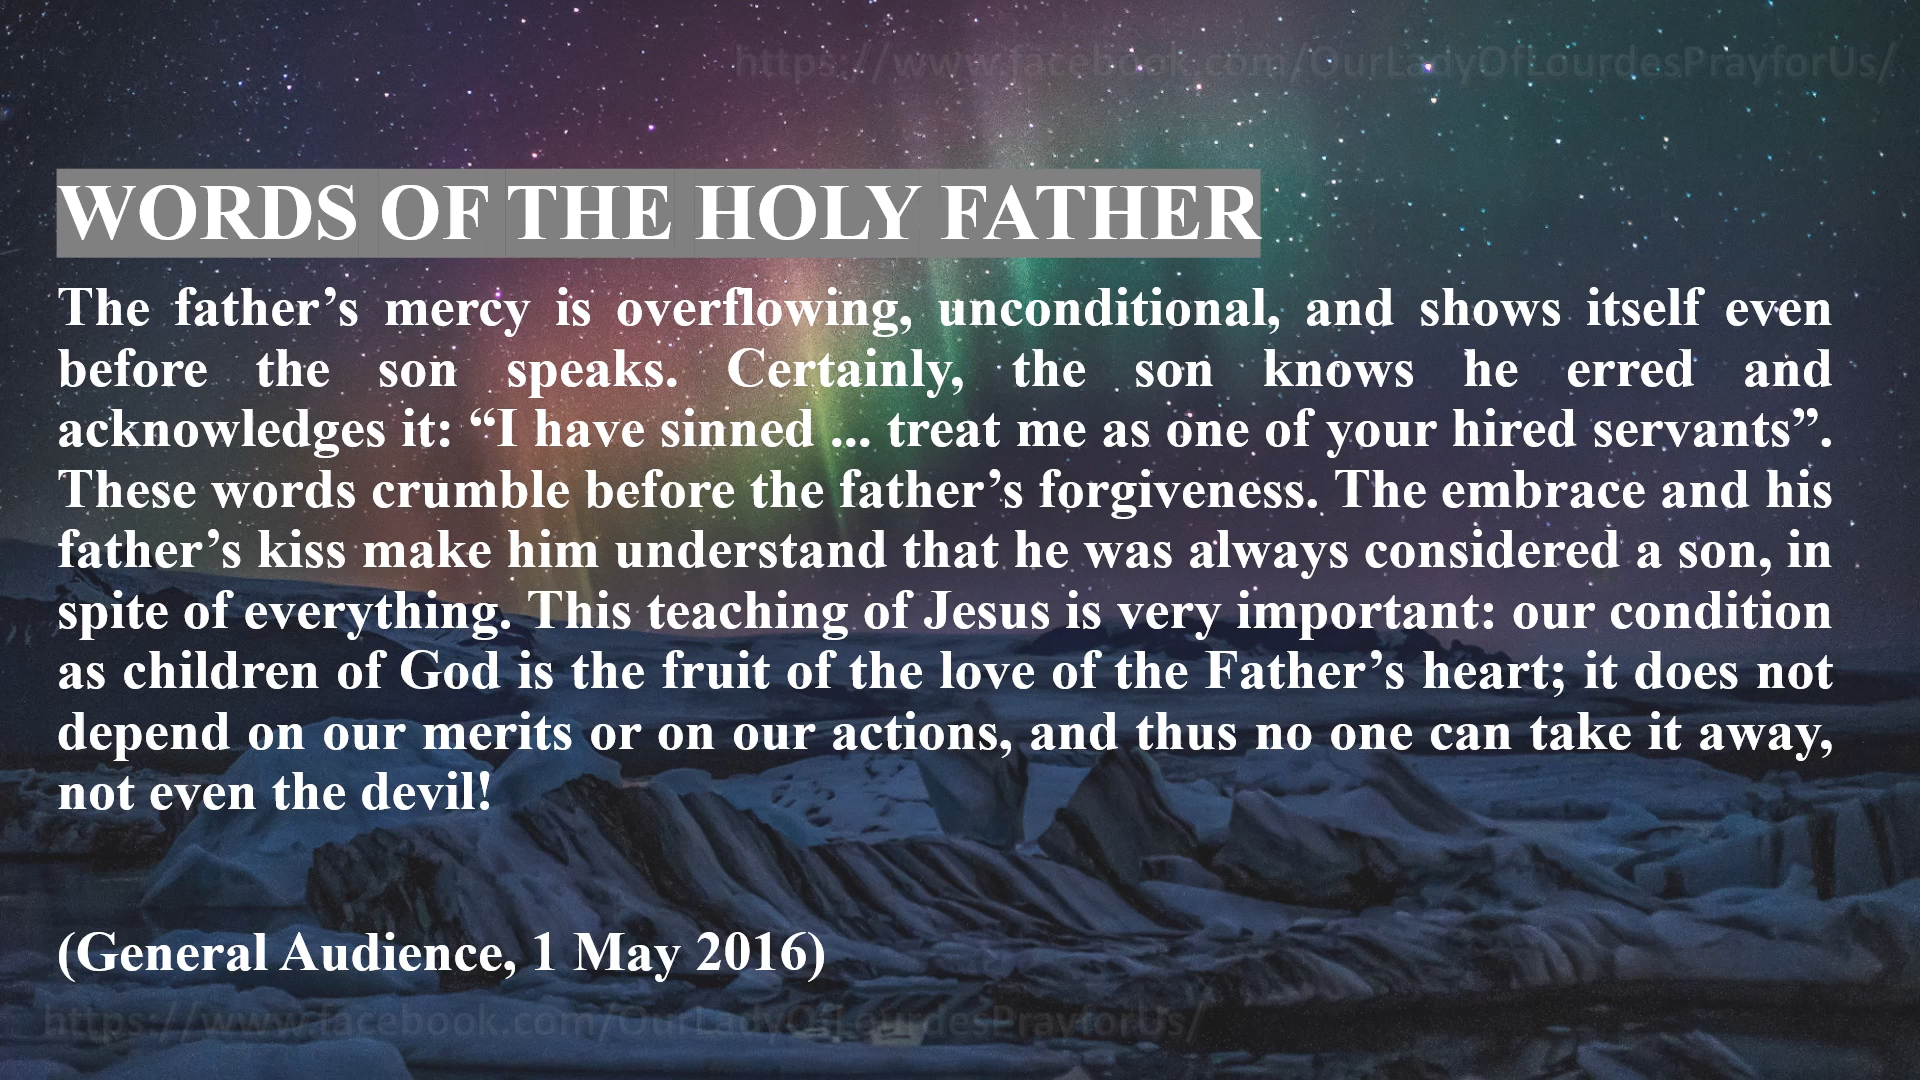 https://www.facebook.com/OurLadyOfLourdesPrayforUs/
WORDS OF THE HOLY FATHER
The father’s mercy is overflowing, unconditional, and shows itself even
before the son speaks. Certainly, the son knows he erred and
acknowledges it: “I have sinned ... treat me as one of your hired servants”.
These words crumble before the father’s forgiveness. The embrace and his
father’s kiss make him understand that he was always considered a son, in
spite of everything. This teaching of Jesus is very important: our condition
as children of God is the fruit of the love of the Father’s heart; it does not
depend on our merits or on our actions, and thus no one can take it away,
not even the devil!
(General Audience, 1 May 2016)
https://www.facebook.com/OurLadyOfLourdesPrayforUs/